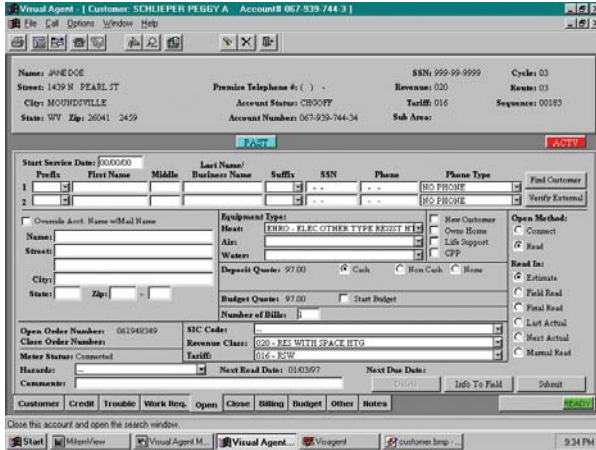 Visual Agent - [ Customer: SCHLIEPER PEGGY A Account# 067-939-744-3 ]
File Call Options Window Help
Name: JANE DOE SSN: 999-99-9999 Cycle: 03
Street: 1439 N PEARL ST Premise Telephone #: ( ) - Revenue: 020 Route: 03
City: MOUNDSVILLE Account Status: CHGOFF Tariff: 016 Sequence: 00183
State: WV Zip: 26041 2459 Account Number: 067-939-744-34 Sub Area:
PAST ACTV
Start Service Date: 00/00/00
Prefix First Name Middle Last Name/ Business Name Suffix SSN Phone Phone Type
1 - - - - NO PHONE Find Customer
2 - - - - NO PHONE Verify External
Override Acct. Name w/Mail Name
Name:
Street:
City:
State: Zip: -
Equipment Type:
Heat: EHRO - ELEC OTHER TYPE RESIST HT
Air:
Water:
New Customer
Owns Home
Life Support
CPP
Deposit Quote: 97.00 Cash Non Cash None
Budget Quote: 97.00 Start Budget
Number of Bills: 1
Open Method:
Connect
Read
Read In:
Estimate
Field Read
Final Read
Last Actual
Next Actual
Manual Read
Open Order Number: 061948349
Close Order Number:
Meter Status: Connected
SIC Code: ...
Revenue Class: 020 - RES WITH SPACE HTG
Tariff: 016 - RSW
Hazards: ... Next Read Date: 01/03/97 Next Due Date:
Comments: Delete Info To Field Submit
Customer Credit Trouble Work Req. Open Close Billing Budget Other Notes READY
Close this account and open the search window.
Start MitemView Visual Agent M... Visual Agent... Visagent customer.bmp - ... 9:34 PM